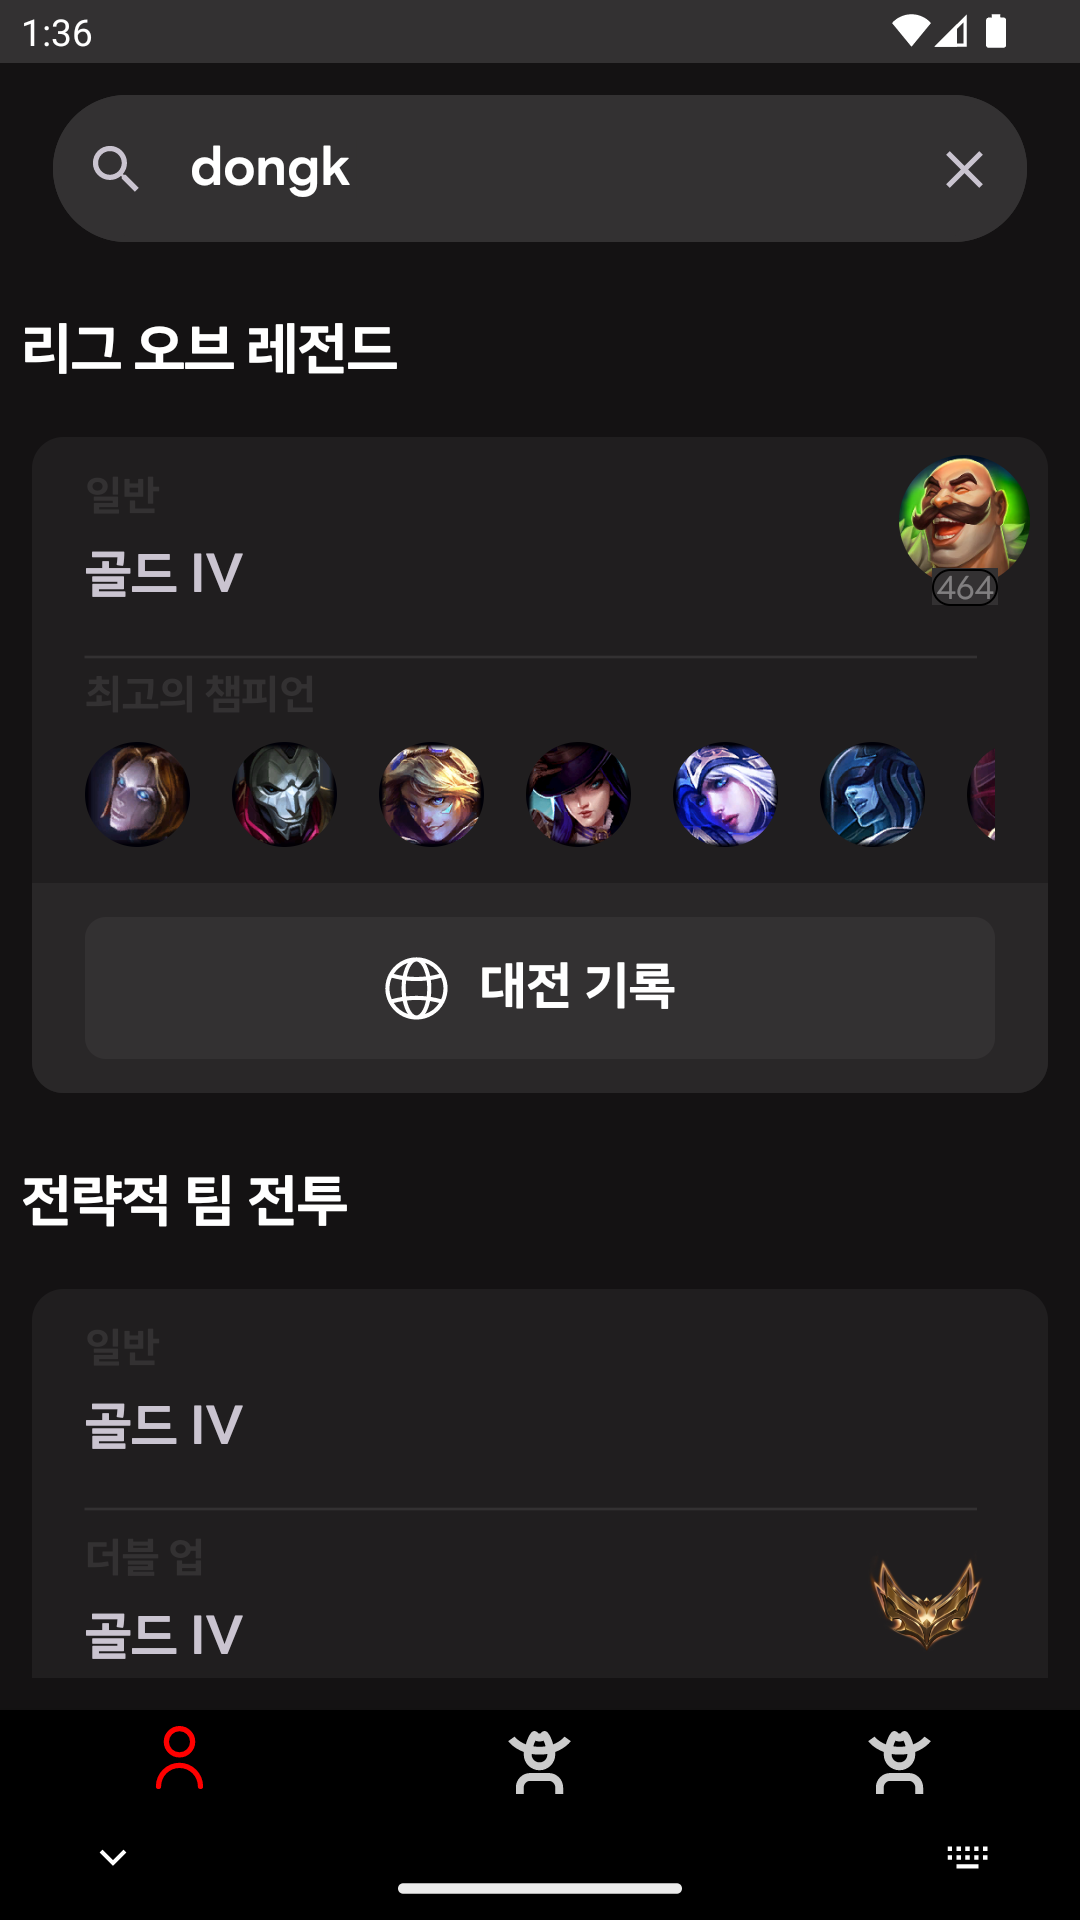 1:36
dongk
리그 오브 레전드
일반
골드 IV
464
최고의 챔피언
대전 기록
전략적 팀 전투
일반
골드 IV
더블 업
골드 IV